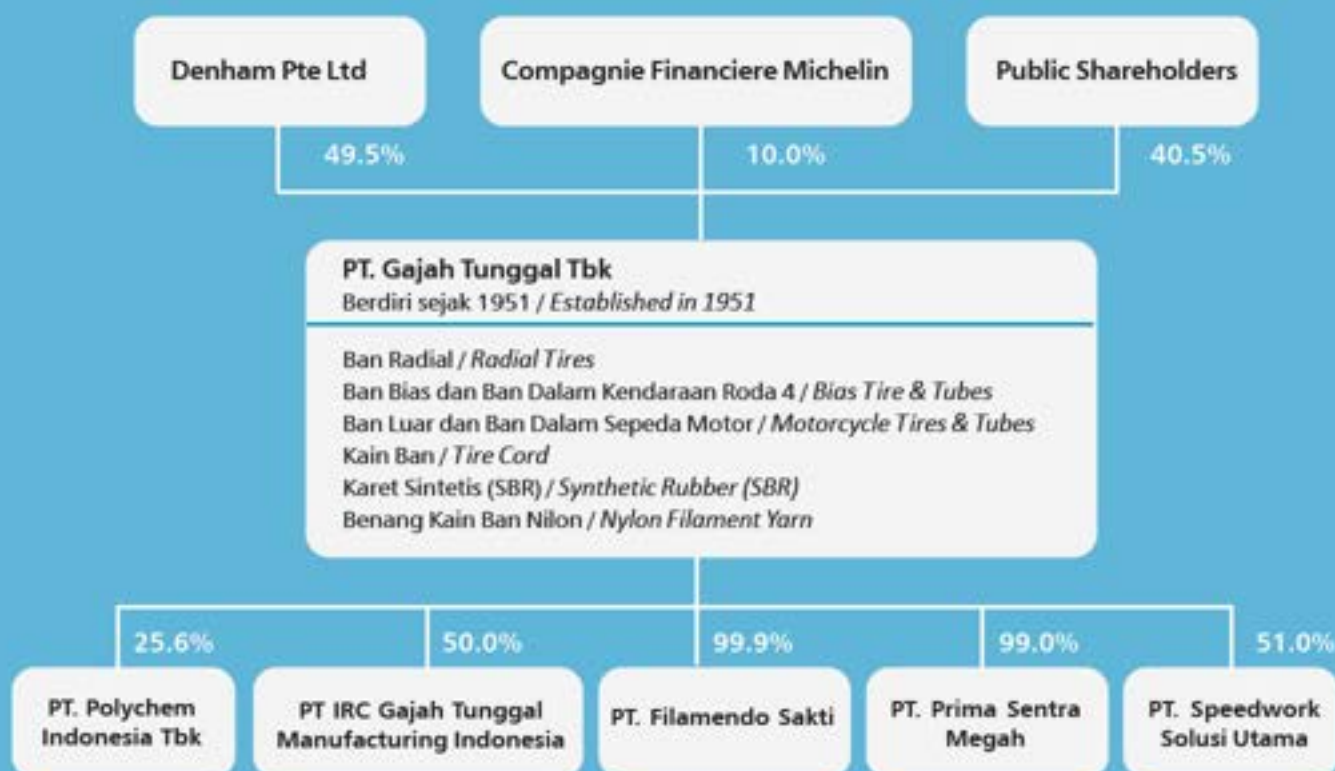 Denham Pte Ltd
Compagnie Financiere Michelin
Public Shareholders
49.5%
10.0%
40.5%
PT. Gajah Tunggal Tbk
Berdiri sejak 1951 / Established in 1951
Ban Radial / Radial Tires
Ban Bias dan Ban Dalam Kendaraan Roda 4 / Bias Tire & Tubes
Ban Luar dan Ban Dalam Sepeda Motor / Motorcycle Tires & Tubes
Kain Ban / Tire Cord
Karet Sintetis (SBR) / Synthetic Rubber (SBR)
Benang Kain Ban Nilon / Nylon Filament Yarn
25.6%
50.0%
99.9%
99.0%
51.0%
PT. Polychem
Indonesia Tbk
PT IRC Gajah Tunggal
Manufacturing Indonesia
PT. Filamendo Sakti
PT. Prima Sentra
Megah
PT. Speedwork
Solusi Utama